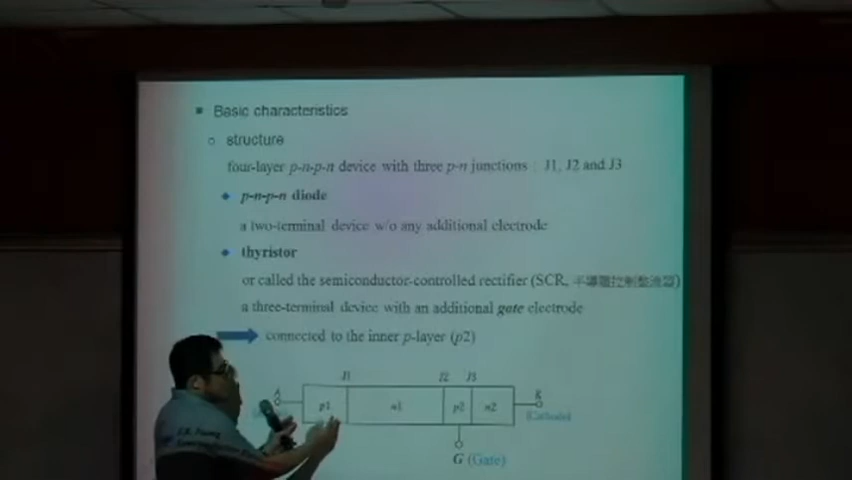 Basic characteristics
structure
four-layer p-n-p-n device with three p-n junctions : J1, J2 and J3
p-n-p-n diode
a two-terminal device w/o any additional electrode
thyristor
or called the semiconductor-controlled rectifier (SCR, 半導體控制整流器)
a three-terminal device with an additional gate electrode
connected to the inner p-layer (p2)
J1 J2 J3
A p1 n1 p2 n2 K
(Cathode)
G (Gate)